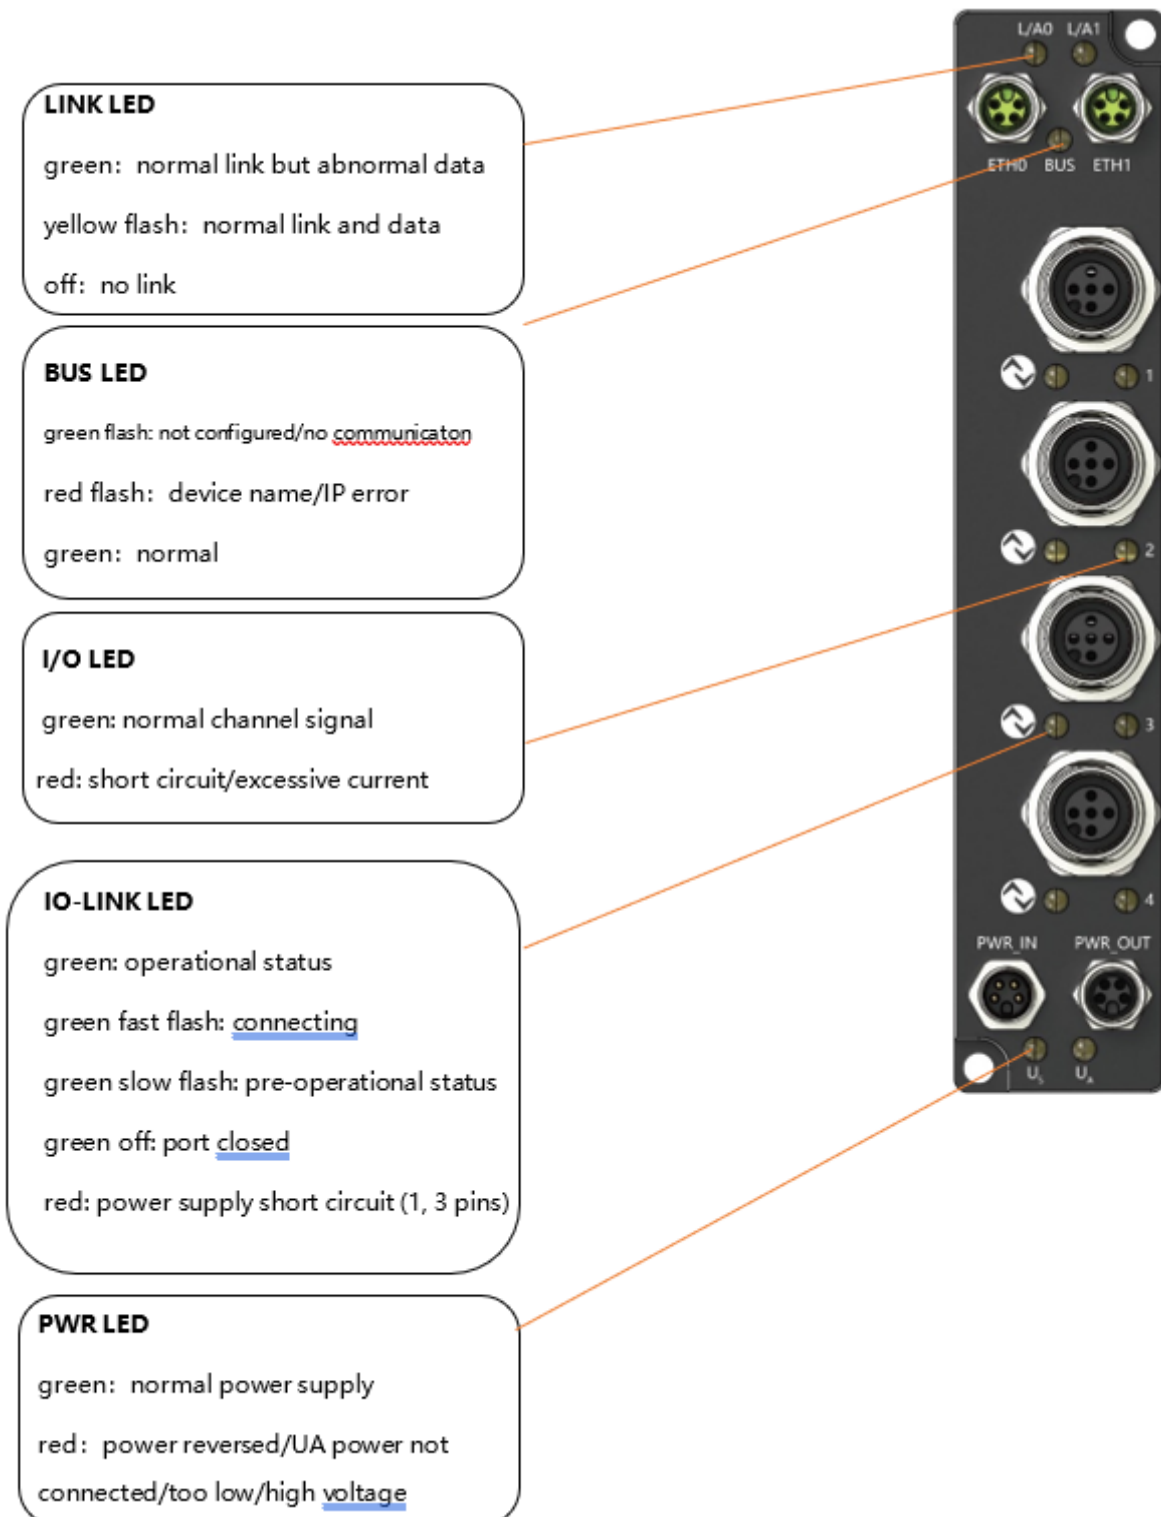 LINK LED
green： normal link but abnormal data
yellow flash： normal link and data
off： no link
BUS LED
green flash: not configured/no communicaton
red flash： device name/IP error
green： normal
I/O LED
green: normal channel signal
red: short circuit/excessive current
IO-LINK LED
green: operational status
green fast flash: connecting
green slow flash: pre-operational status
green off: port closed
red: power supply short circuit (1, 3 pins)
PWR LED
green： normal power supply
red： power reversed/UA power not
connected/too low/high voltage
L/A0 L/A1
ETH0 BUS ETH1
1
2
3
4
PWR_IN PWR_OUT
US UA